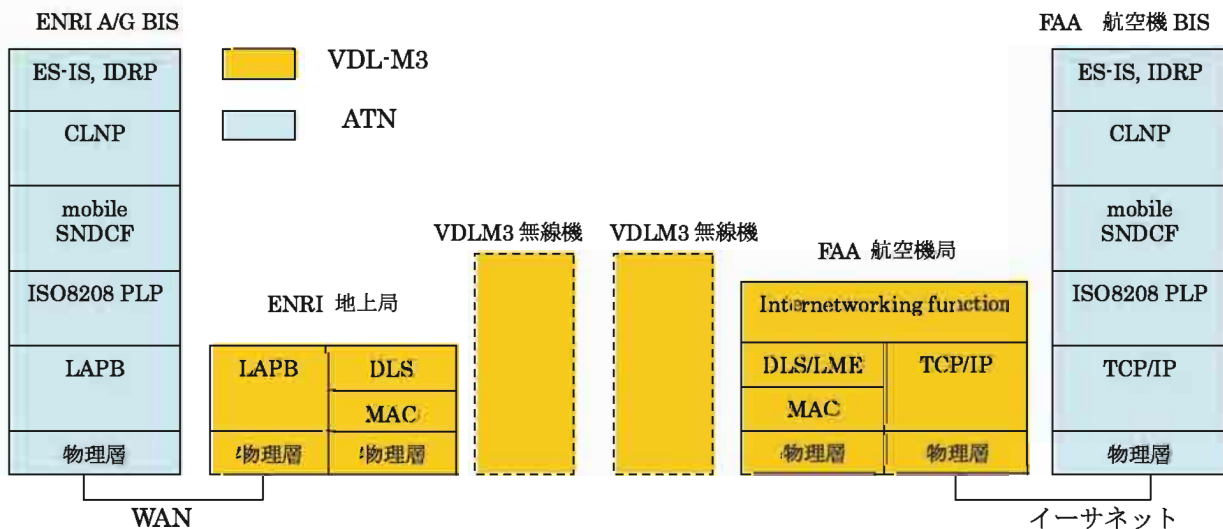 ENRI A/G BIS
FAA 航空機 BIS
VDL-M3
ATN
ES-IS, IDRP
CLNP
mobile
SNDCF
ISO8208 PLP
LAPB
物理層
ENRI 地上局
LAPB
DLS
MAC
物理層
物理層
VDLM3 無線機
VDLM3 無線機
FAA 航空機局
Internetworking function
DLS/LME
TCP/IP
MAC
物理層
物理層
ES-IS, IDRP
CLNP
mobile
SNDCF
ISO8208 PLP
TCP/IP
物理層
WAN
イーサネット